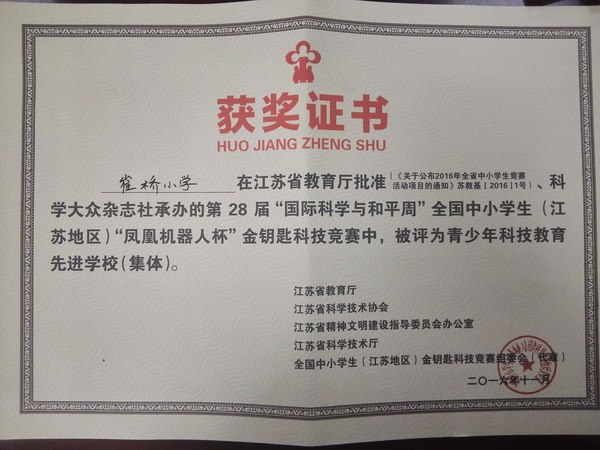 获奖证书
HUO JIANG ZHENG SHU
崔桥小学 在江苏省教育厅批准（《关于公布2016年全省中小学生竞赛
活动项目的通知》苏教基［2016］1号）、科
学大众杂志社承办的第 28 届“国际科学与和平周”全国中小学生（江
苏地区）“凤凰机器人杯”金钥匙科技竞赛中，被评为青少年科技教育
先进学校(集体)。
江苏省教育厅
江苏省科学技术协会
江苏省精神文明建设指导委员会办公室
江苏省科学技术厅
全国中小学生（江苏地区）金钥匙科技竞赛组委会（代章）
二〇一六年十一月